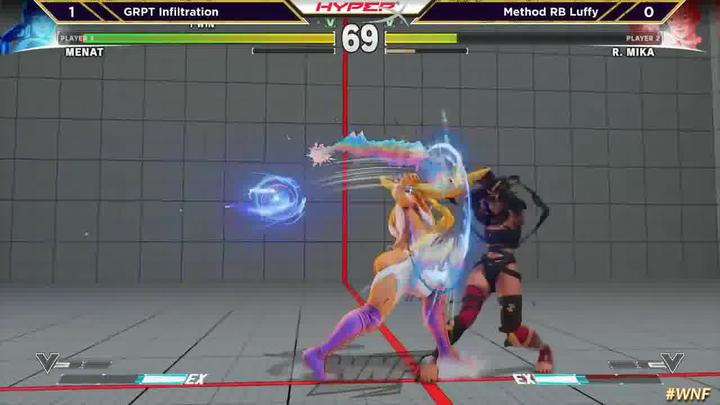 1 GRPT Infiltration HYPER Method RB Luffy 0
1 WIN
PLAYER 1 69 PLAYER 2
MENAT R. MIKA
V V
WNF
EX EX
#WNF